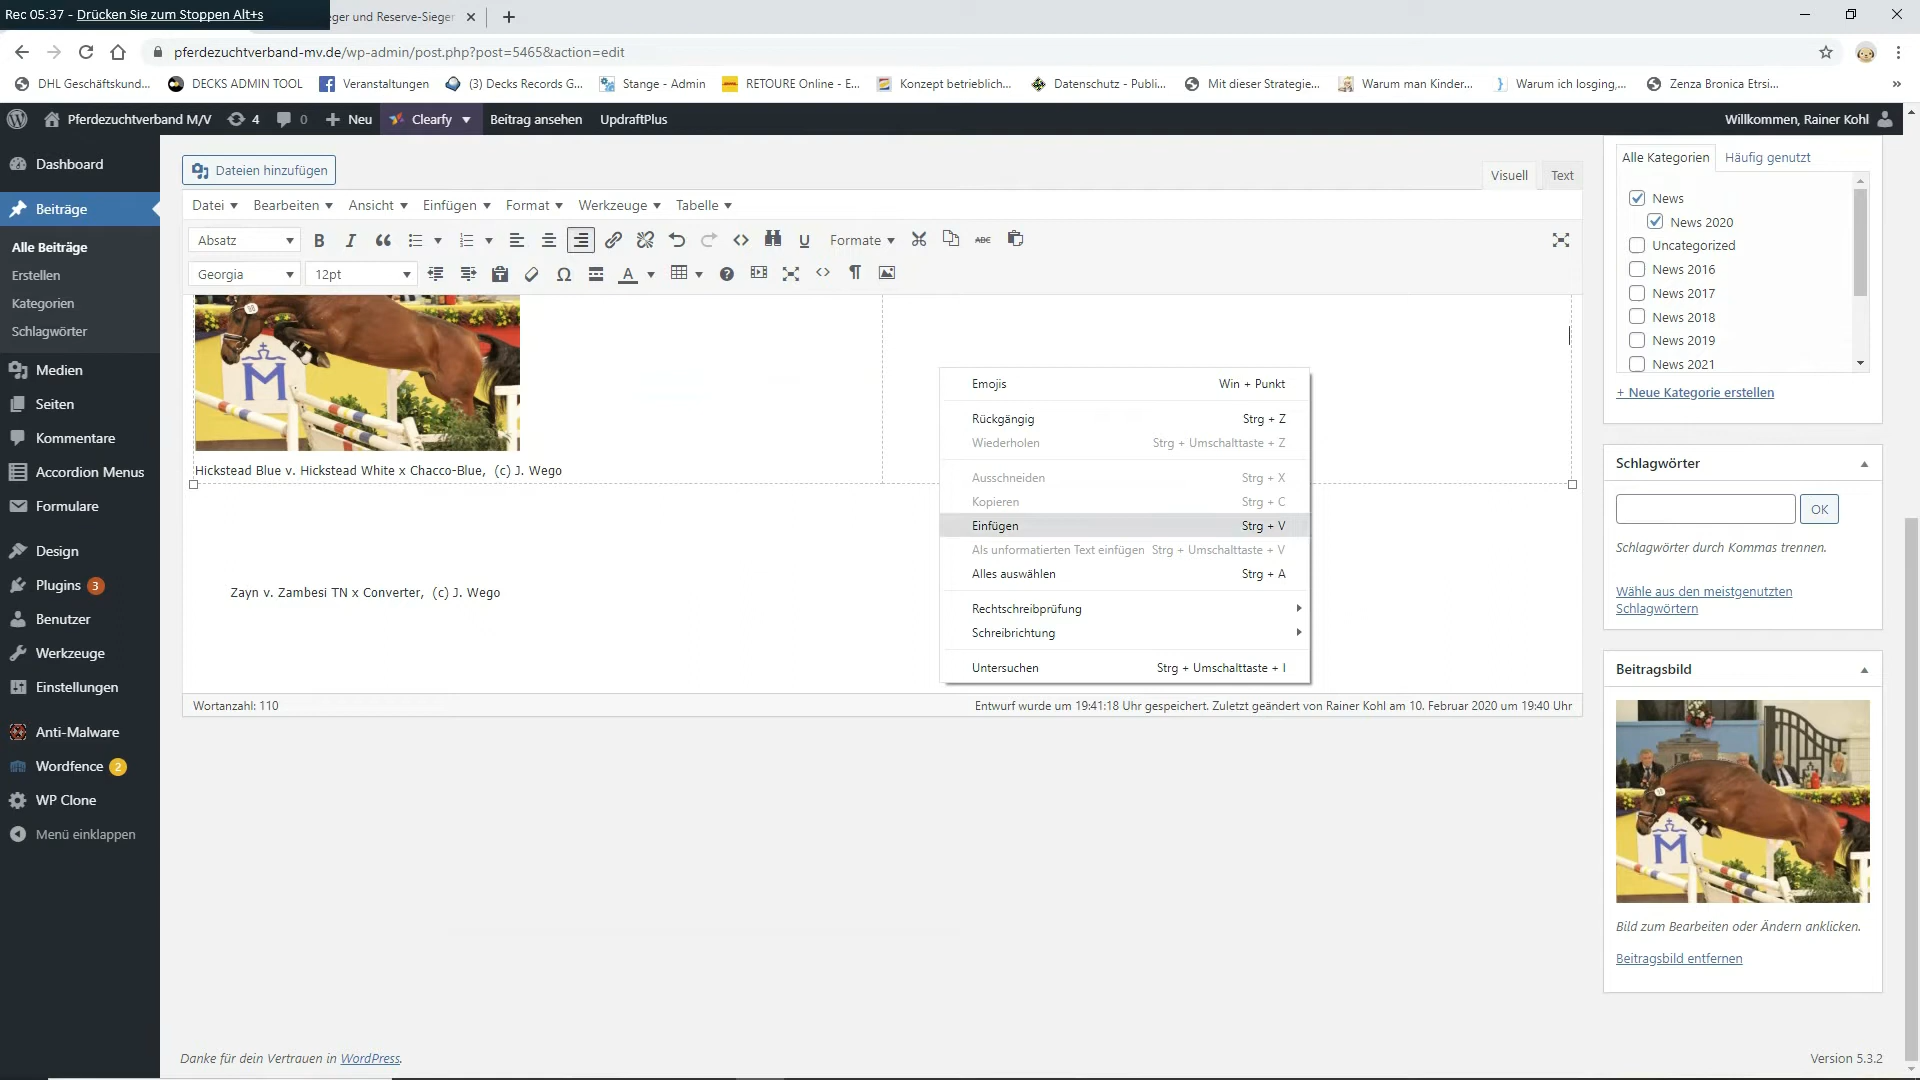 Rec 05:37 - Drücken Sie zum Stoppen Alt+s
eger und Reserve-Sieger
pferdezuchtverband-mv.de/wp-admin/post.php?post=5465&action=edit
DHL Geschäftskund...
DECKS ADMIN TOOL
Veranstaltungen
(3) Decks Records G...
Stange - Admin
RETOURE Online - E...
Konzept betrieblich...
Datenschutz - Publi...
Mit dieser Strategie...
Warum man Kinder...
Warum ich losging,...
Zenza Bronica Etrsi...
Pferdezuchtverband M/V
4
0
Neu
Clearfy
Beitrag ansehen
UpdraftPlus
Willkommen, Rainer Kohl
Dashboard
Beiträge
Alle Beiträge
Erstellen
Kategorien
Schlagwörter
Medien
Seiten
Kommentare
Accordion Menus
Formulare
Design
Plugins 3
Benutzer
Werkzeuge
Einstellungen
Anti-Malware
Wordfence 2
WP Clone
Menü einklappen
Dateien hinzufügen
Visuell
Text
Datei
Bearbeiten
Ansicht
Einfügen
Format
Werkzeuge
Tabelle
Absatz
Formate
ABC
Georgia
12pt
M
Hickstead Blue v. Hickstead White x Chacco-Blue, (c) J. Wego
Zayn v. Zambesi TN x Converter, (c) J. Wego
Emojis Win + Punkt
Rückgängig Strg + Z
Wiederholen Strg + Umschalttaste + Z
Ausschneiden Strg + X
Kopieren Strg + C
Einfügen Strg + V
Als unformatierten Text einfügen Strg + Umschalttaste + V
Alles auswählen Strg + A
Rechtschreibprüfung
Schreibrichtung
Untersuchen Strg + Umschalttaste + I
Wortanzahl: 110
Entwurf wurde um 19:41:18 Uhr gespeichert. Zuletzt geändert von Rainer Kohl am 10. Februar 2020 um 19:40 Uhr
Alle Kategorien
Häufig genutzt
News
News 2020
Uncategorized
News 2016
News 2017
News 2018
News 2019
News 2021
+ Neue Kategorie erstellen
Schlagwörter
OK
Schlagwörter durch Kommas trennen.
Wähle aus den meistgenutzten
Schlagwörtern
Beitragsbild
M
Bild zum Bearbeiten oder Ändern anklicken.
Beitragsbild entfernen
Danke für dein Vertrauen in WordPress.
Version 5.3.2